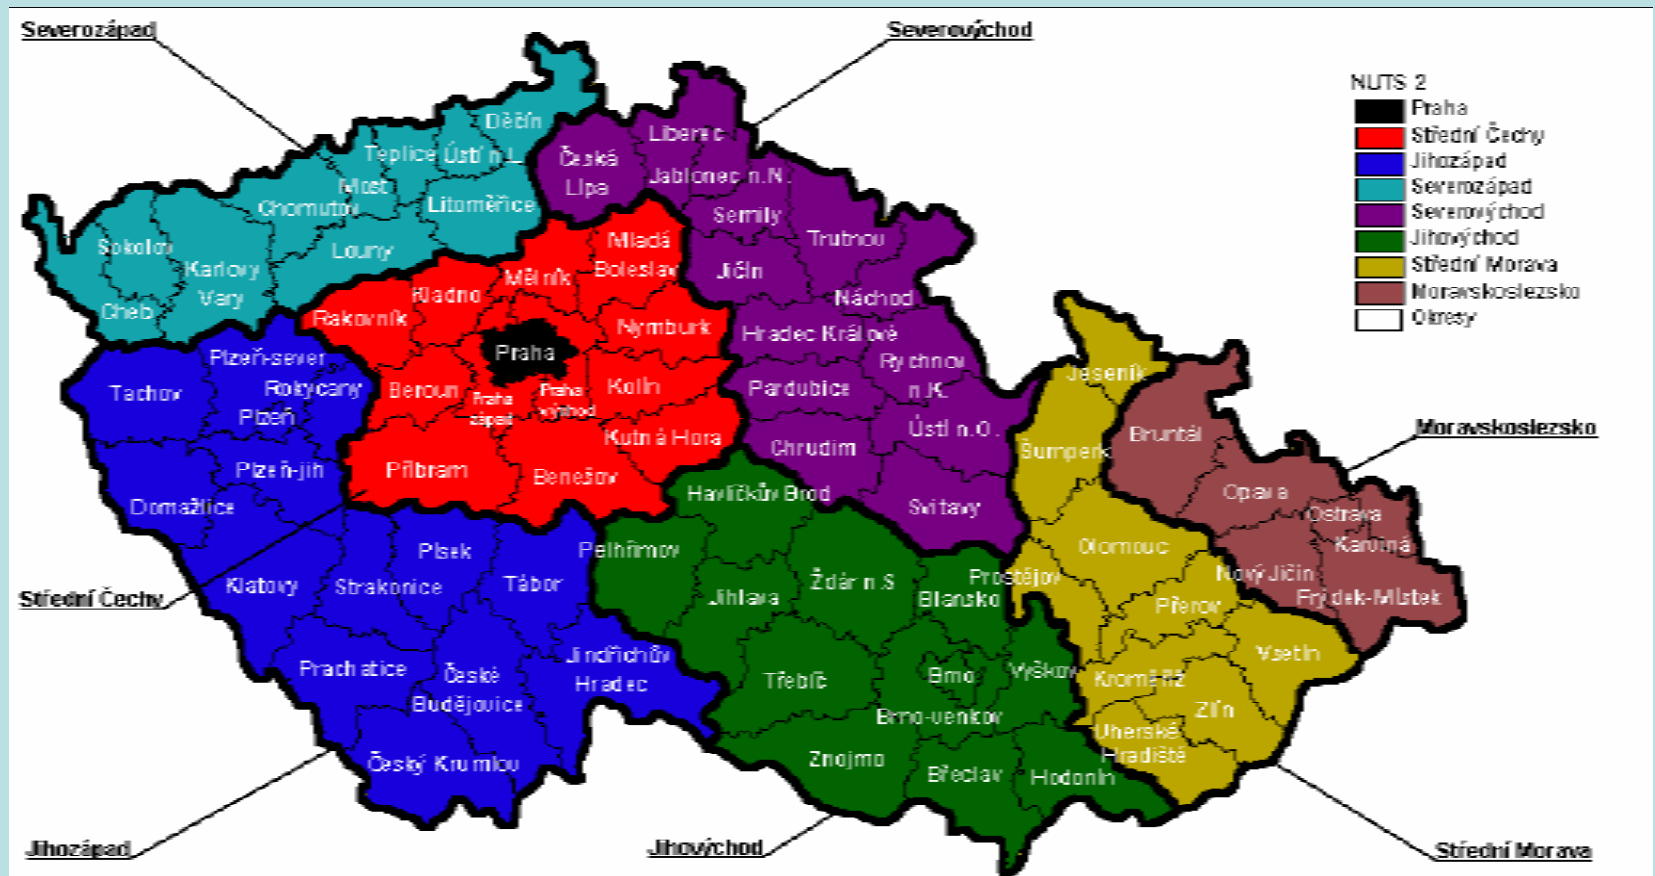 Severozápad
Severovýchod
NUTS 2
Praha
Střední Čechy
Jihozápad
Severozápad
Severovýchod
Jihovýchod
Střední Morava
Moravskoslezsko
Okresy
Děčín
Teplice
Ústí n.L.
Most
Chomutov
Litoměřice
Louny
Sokolov
Karlovy
Vary
Cheb
Česká
Lípa
Liberec
Jablonec n.N.
Semily
Trutnov
Jičín
Náchod
Hradec Králové
Rychnov
n.K.
Pardubice
Ústí n.O.
Chrudim
Svitavy
Mladá
Boleslav
Mělník
Kladno
Rakovník
Nymburk
Praha
Beroun
Praha
západ
Praha
východ
Kolín
Kutná Hora
Příbram
Benešov
Plzeň-sever
Tachov
Rokycany
Plzeň
Plzeň-jih
Domažlice
Klatovy
Strakonice
Písek
Tábor
Prachatice
České
Budějovice
Jindřichův
Hradec
Český Krumlov
Havlíčkův Brod
Pelhřimov
Jihlava
Žďár n.S
Blansko
Třebíč
Brno
Vyškov
Brno-venkov
Znojmo
Břeclav
Hodonín
Jeseník
Šumperk
Olomouc
Prostějov
Přerov
Kroměříž
Vsetín
Zlín
Uherské
Hradiště
Bruntál
Opava
Ostrava
Karviná
Nový Jičín
Frýdek-Místek
Moravskoslezsko
Střední Čechy
Jihozápad
Jihovýchod
Střední Morava